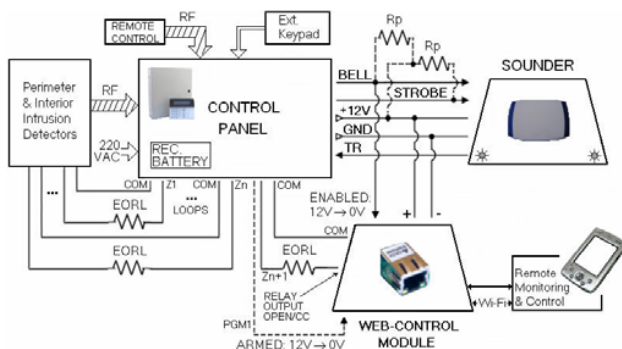 REMOTE
CONTROL
RF
Ext.
Keypad
Rp
Rp
SOUNDER
Perimeter
& Interior
Intrusion
Detectors
RF
CONTROL
PANEL
BELL
STROBE
+12V
GND
TR
220
VAC
REC.
BATTERY
COM
Z1
COM
Zn
COM
...
...
LOOPS
EORL
EORL
ENABLED:
12V→0V
+
-
COM
EORL
Zn+1
RELAY
OUTPUT
OPEN/CC
PGM1
ARMED: 12V→0V
WEB-CONTROL
MODULE
Wi-Fi
Remote
Monitoring
& Control